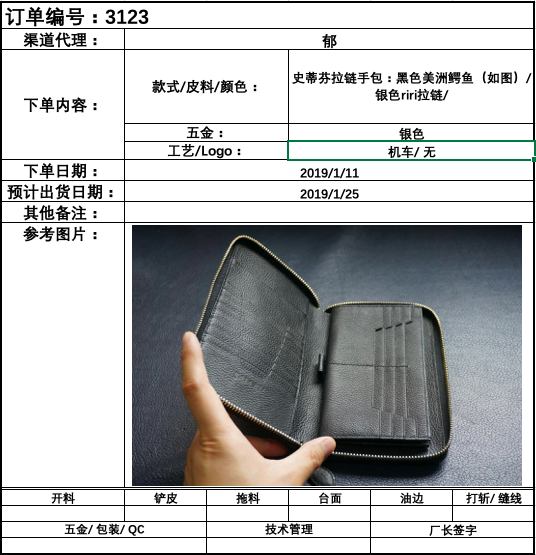 订单编号：3123
渠道代理：
郁
下单内容：
款式/皮料/颜色：
史蒂芬拉链手包：黑色美洲鳄鱼（如图）/
银色riri拉链/
五金：
银色
工艺/Logo：
机车/ 无
下单日期：
2019/1/11
预计出货日期：
2019/1/25
其他备注：
参考图片：
开料
铲皮
拖料
台面
油边
打斩/ 缝线
五金/ 包装/ QC
技术管理
厂长签字